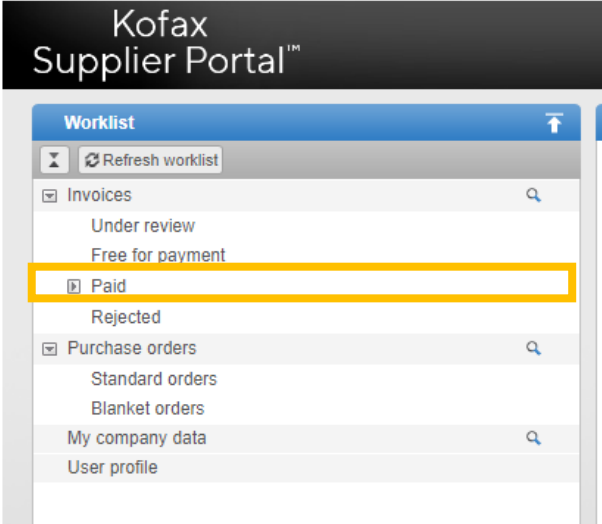 Kofax
Supplier Portal™
Worklist
Refresh worklist
Invoices
Under review
Free for payment
Paid
Rejected
Purchase orders
Standard orders
Blanket orders
My company data
User profile